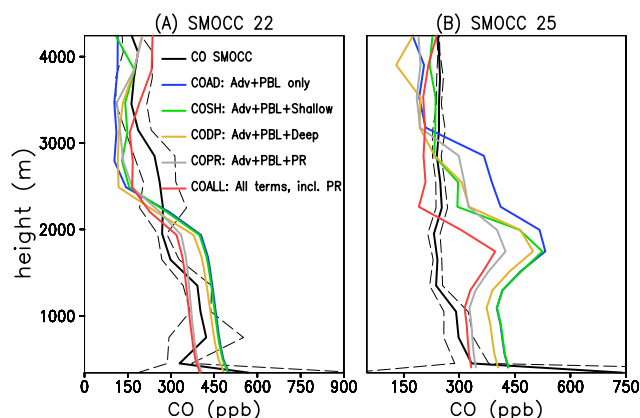 (A) SMOCC 22
(B) SMOCC 25
height (m)
4000
3000
2000
1000
CO SMOCC
COAD: Adv+PBL only
COSH: Adv+PBL+Shallow
CODP: Adv+PBL+Deep
COPR: Adv+PBL+PR
COALL: All terms, incl. PR
0 150 300 450 600 750 900
150 300 450 600 750
CO (ppb)
CO (ppb)